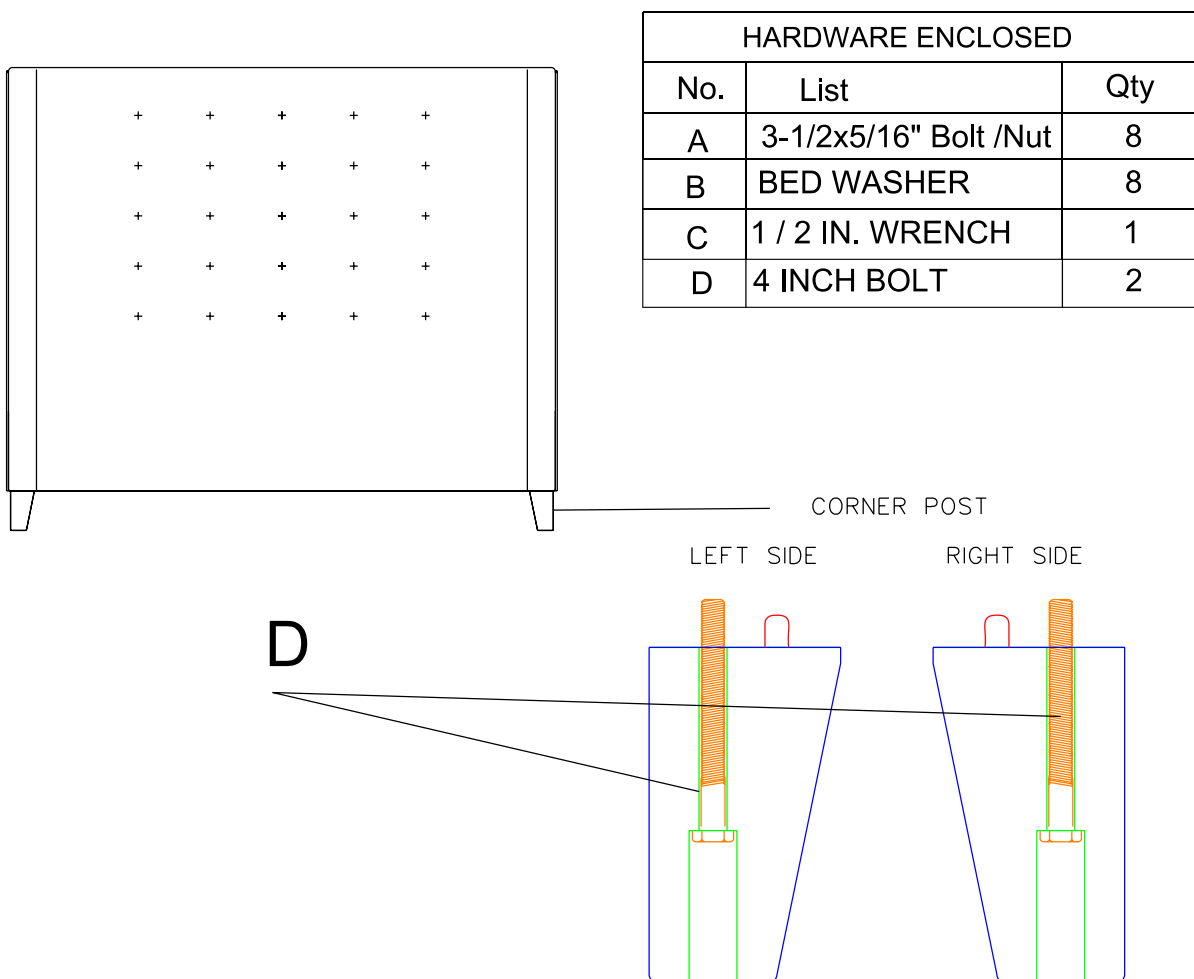 HARDWARE ENCLOSED
No. List Qty
A 3-1/2x5/16" Bolt /Nut 8
B BED WASHER 8
C 1 / 2 IN. WRENCH 1
D 4 INCH BOLT 2
CORNER POST
LEFT SIDE RIGHT SIDE
D